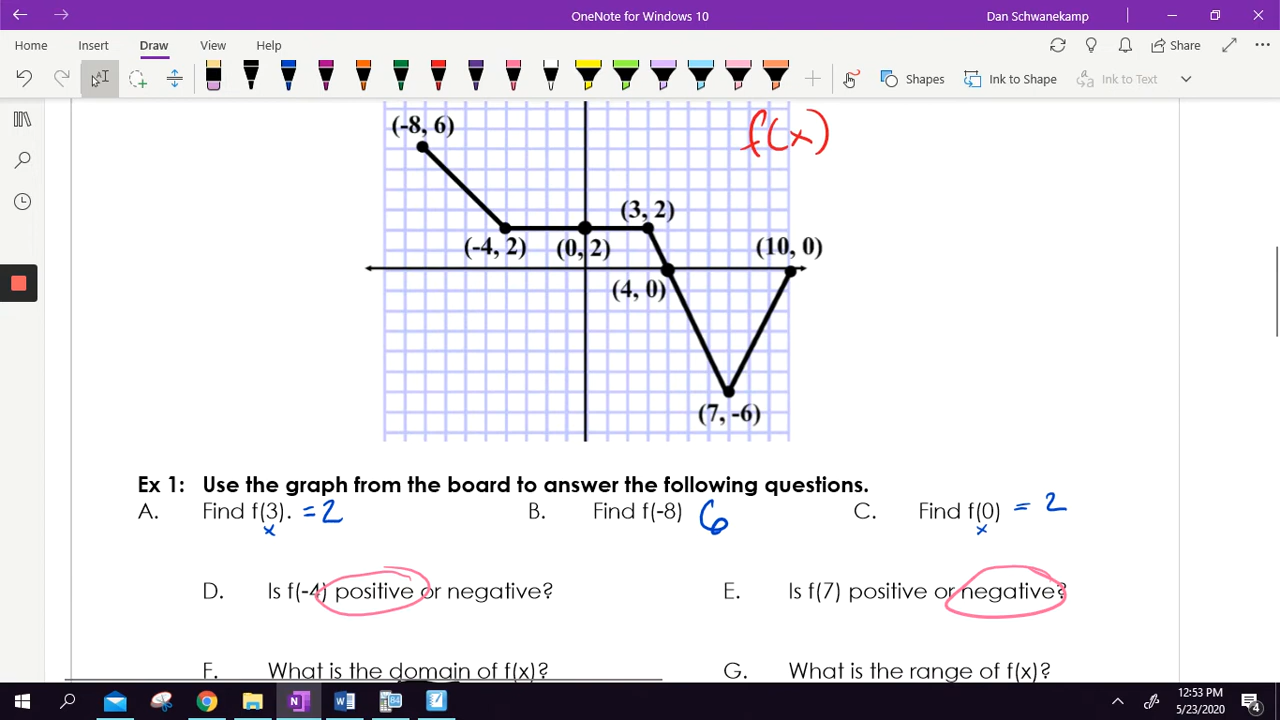 OneNote for Windows 10
Dan Schwanekamp
Home Insert Draw View Help
Share
Shapes Ink to Shape Ink to Text
(-8, 6)
f(x)
(3, 2)
(-4, 2) (0, 2) (10, 0)
(4, 0)
(7, -6)
Ex 1: Use the graph from the board to answer the following questions.
A. Find f(3). = 2 B. Find f(-8) 6 C. Find f(0) = 2
x x
D. Is f(-4) positive or negative? E. Is f(7) positive or negative?
F. What is the domain of f(x)? G. What is the range of f(x)?
12:53 PM
5/23/2020
4